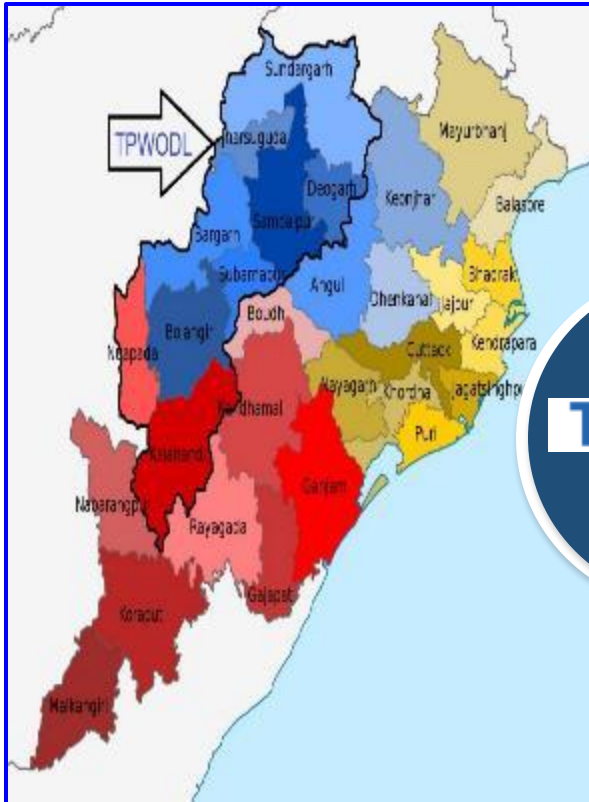 Sundargarh
Mayurbhanj
TPWODL
Jharsuguda
Keonjhar
Deogarh
Balasore
Sambalpur
Bargarh
Subarnapur
Angul
Bhadrak
Dhenkanal
Jajpur
Boudh
Bolangir
Kendrapara
Cuttack
Nayagarh
Khordha
Jagatsinghpur
Kandhamal
Puri
Kalahandi
Ganjam
Nabarangpur
Rayagada
Gajapati
Koraput
Malkangiri
T